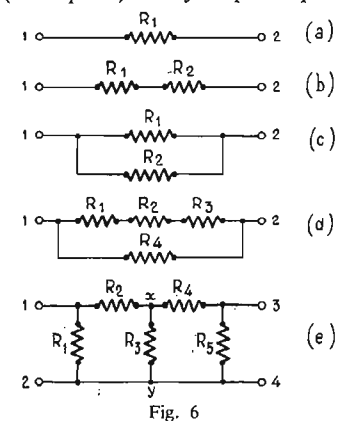 1 R1 2 (a)
1 R1 R2 2 (b)
1 R1 2 (c)
R2
1 R1 R2 R3 2 (d)
R4
1 R2 x R4 3
R1 R3 R5 (e)
2 y 4
Fig. 6